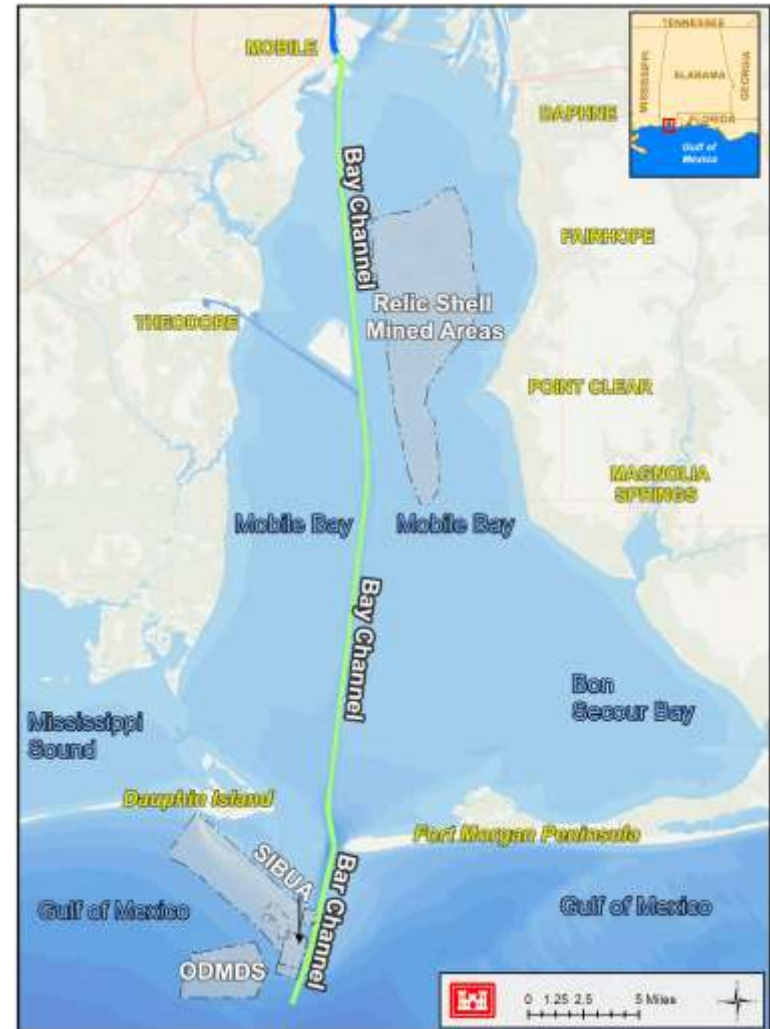 TENNESSEE
MISSISSIPPI
ALABAMA
GEORGIA
FLORIDA
Gulf of
Mexico
MOBILE
DAPHNE
Bay Channel
FAIRHOPE
Relic Shell
Mined Areas
THEODORE
POINT CLEAR
MAGNOLIA
SPRINGS
Mobile Bay
Mobile Bay
Bay Channel
Bon
Secour Bay
Mississippi
Sound
Dauphin Island
Fort Morgan Peninsula
SIBUA
Bar Channel
Gulf of Mexico
Gulf of Mexico
ODMDS
0 1.25 2.5 5 Miles